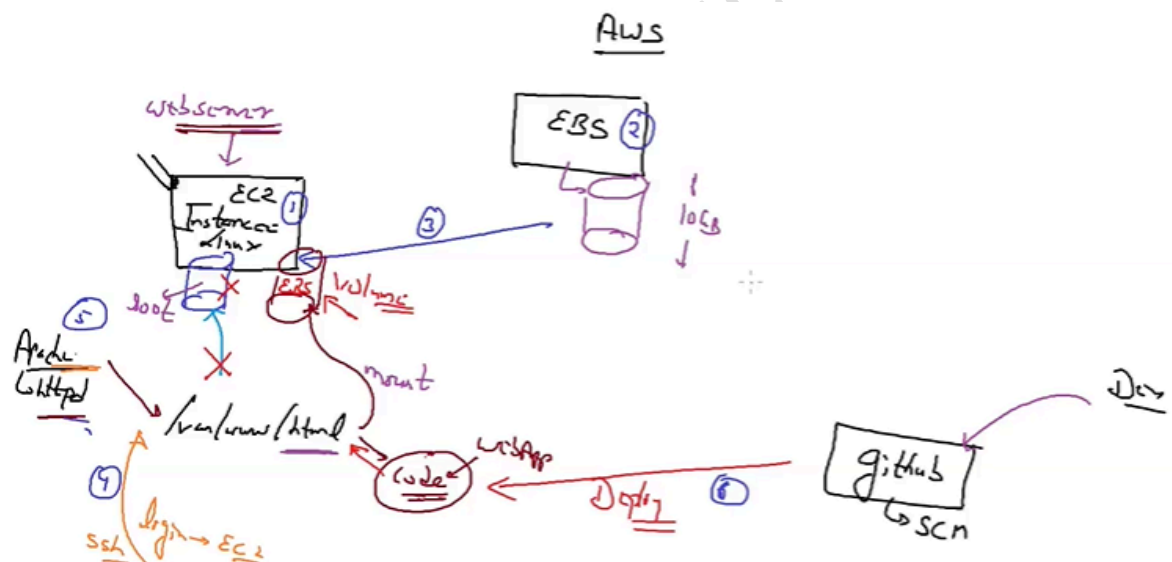 AWS
webserver
EBS 2
EC2 1
Instance
Linux
3
10GB
root
EBS
volume
5
Apache
httpd
mount
Dev
/var/www/html
webApp
code
github
SCM
Deploy
6
4
login → EC2
ssh